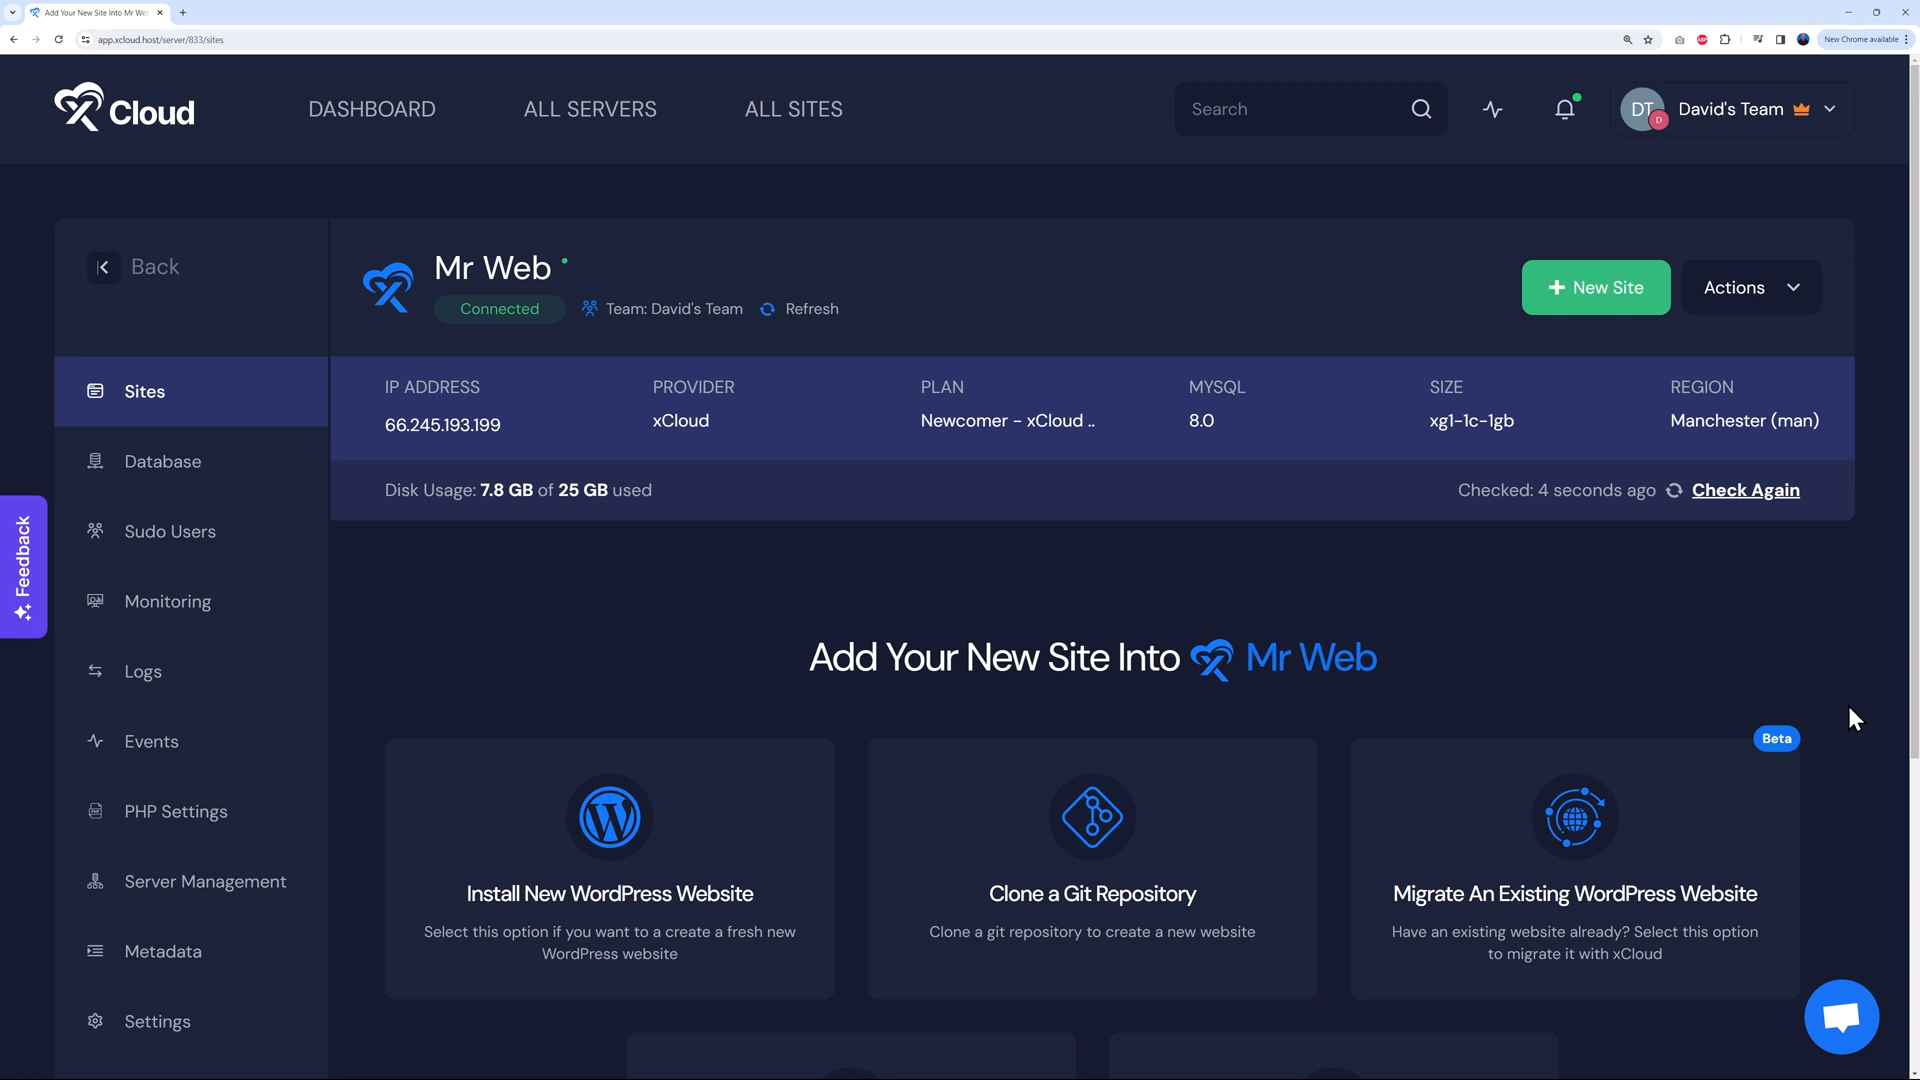 Add Your New Site Into Mr We
app.xcloud.host/server/833/sites
ABP
New Chrome available
X Cloud
DASHBOARD
ALL SERVERS
ALL SITES
Search
DT
D
David's Team
Back
Mr Web
Connected
Team: David's Team
Refresh
+ New Site
Actions
Sites
Database
Sudo Users
Monitoring
Logs
Events
PHP Settings
Server Management
Metadata
Settings
Feedback
IP ADDRESS
66.245.193.199
PROVIDER
xCloud
PLAN
Newcomer - xCloud ..
MYSQL
8.0
SIZE
xg1-1c-1gb
REGION
Manchester (man)
Disk Usage: 7.8 GB of 25 GB used
Checked: 4 seconds ago
Check Again
Add Your New Site Into Mr Web
Install New WordPress Website
Select this option if you want to a create a fresh new
WordPress website
Clone a Git Repository
Clone a git repository to create a new website
Beta
Migrate An Existing WordPress Website
Have an existing website already? Select this option
to migrate it with xCloud